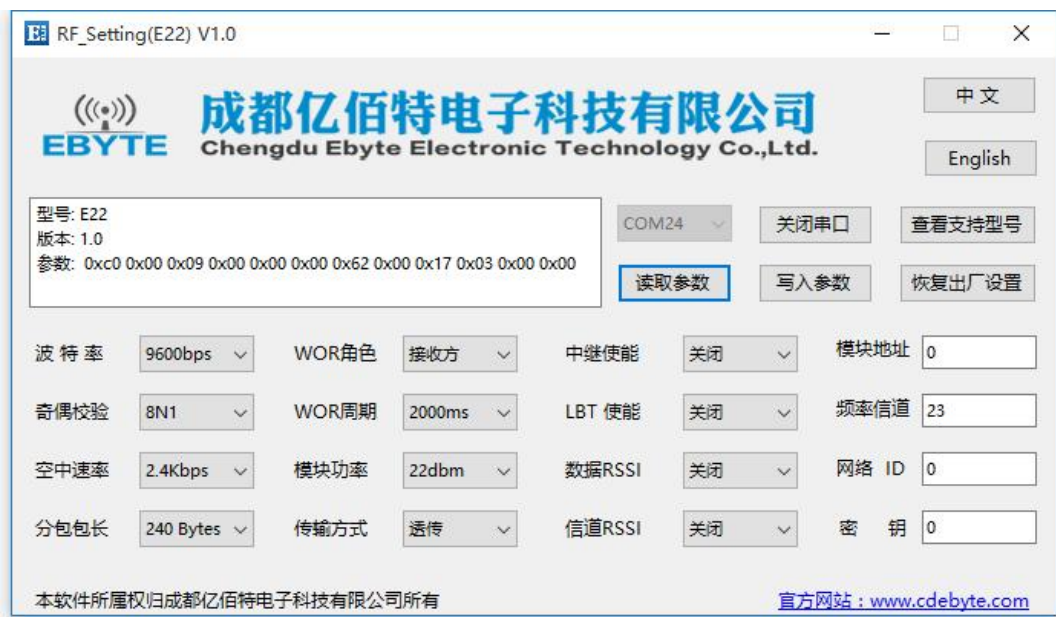 RF_Setting(E22) V1.0
EBYTE
成都亿佰特电子科技有限公司
Chengdu Ebyte Electronic Technology Co.,Ltd.
中文
English
型号: E22
版本: 1.0
参数: 0xc0 0x00 0x09 0x00 0x00 0x00 0x62 0x00 0x17 0x03 0x00 0x00
COM24 关闭串口 查看支持型号
读取参数 写入参数 恢复出厂设置
波特率 9600bps WOR角色 接收方 中继使能 关闭 模块地址 0
奇偶校验 8N1 WOR周期 2000ms LBT 使能 关闭 频率信道 23
空中速率 2.4Kbps 模块功率 22dbm 数据RSSI 关闭 网络 ID 0
分包包长 240 Bytes 传输方式 透传 信道RSSI 关闭 密 钥 0
本软件所属权归成都亿佰特电子科技有限公司所有 官方网站：www.cdebyte.com